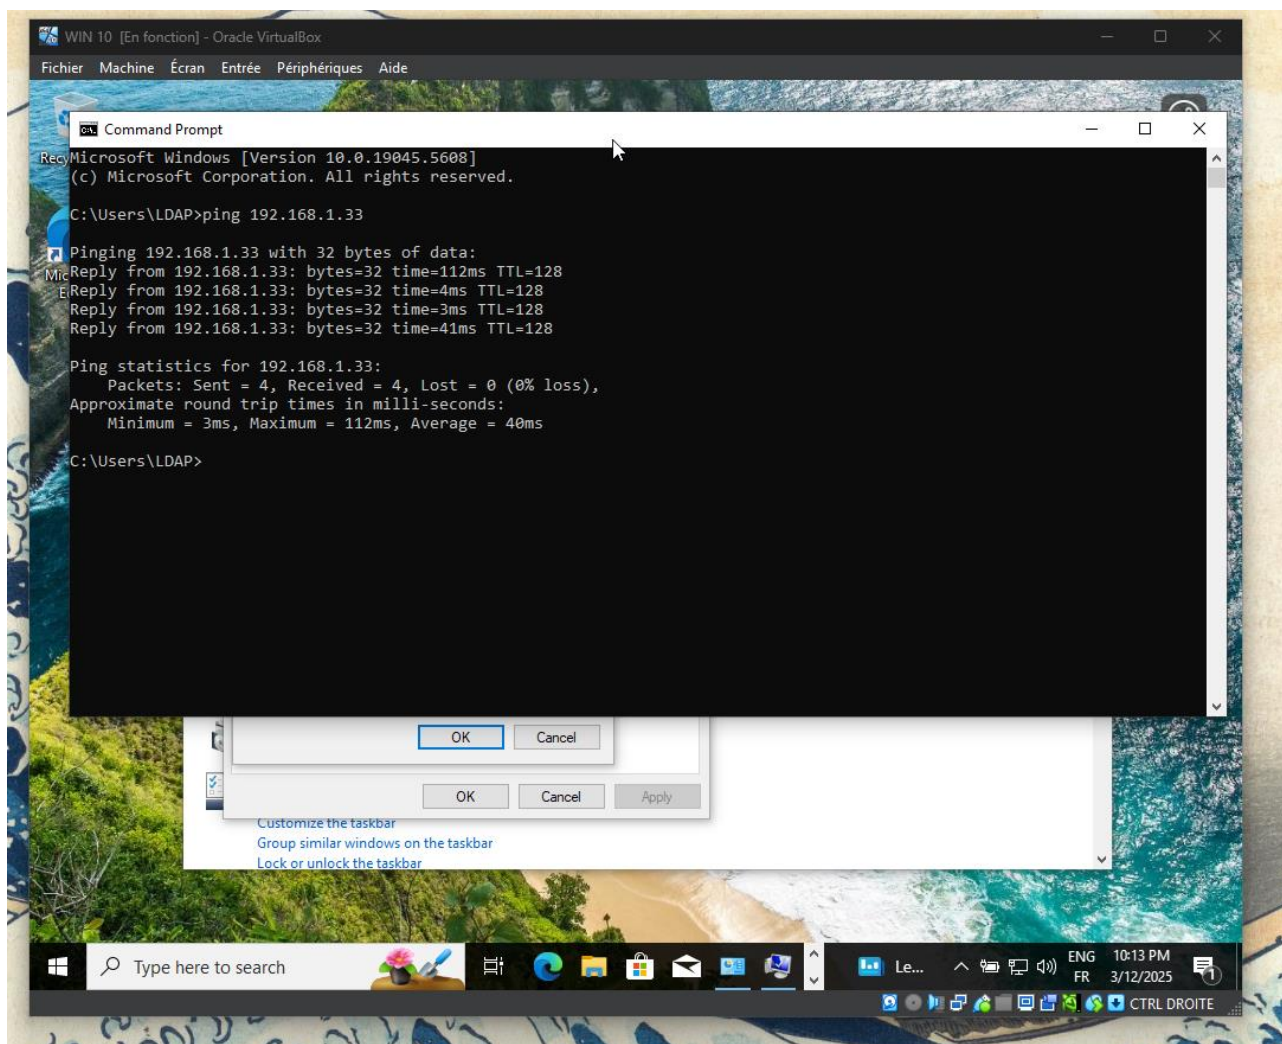 WIN 10 [En fonction] - Oracle VirtualBox
Fichier Machine Écran Entrée Périphériques Aide
Command Prompt
Recy
Microsoft Windows [Version 10.0.19045.5608]
(c) Microsoft Corporation. All rights reserved.
C:\Users\LDAP>ping 192.168.1.33
Pinging 192.168.1.33 with 32 bytes of data:
Mic
E
Reply from 192.168.1.33: bytes=32 time=112ms TTL=128
Reply from 192.168.1.33: bytes=32 time=4ms TTL=128
Reply from 192.168.1.33: bytes=32 time=3ms TTL=128
Reply from 192.168.1.33: bytes=32 time=41ms TTL=128
Ping statistics for 192.168.1.33:
Packets: Sent = 4, Received = 4, Lost = 0 (0% loss),
Approximate round trip times in milli-seconds:
Minimum = 3ms, Maximum = 112ms, Average = 40ms
C:\Users\LDAP>
OK Cancel
OK Cancel Apply
Customize the taskbar
Group similar windows on the taskbar
Lock or unlock the taskbar
Type here to search
Le...
ENG 10:13 PM
FR 3/12/2025
1
CTRL DROITE